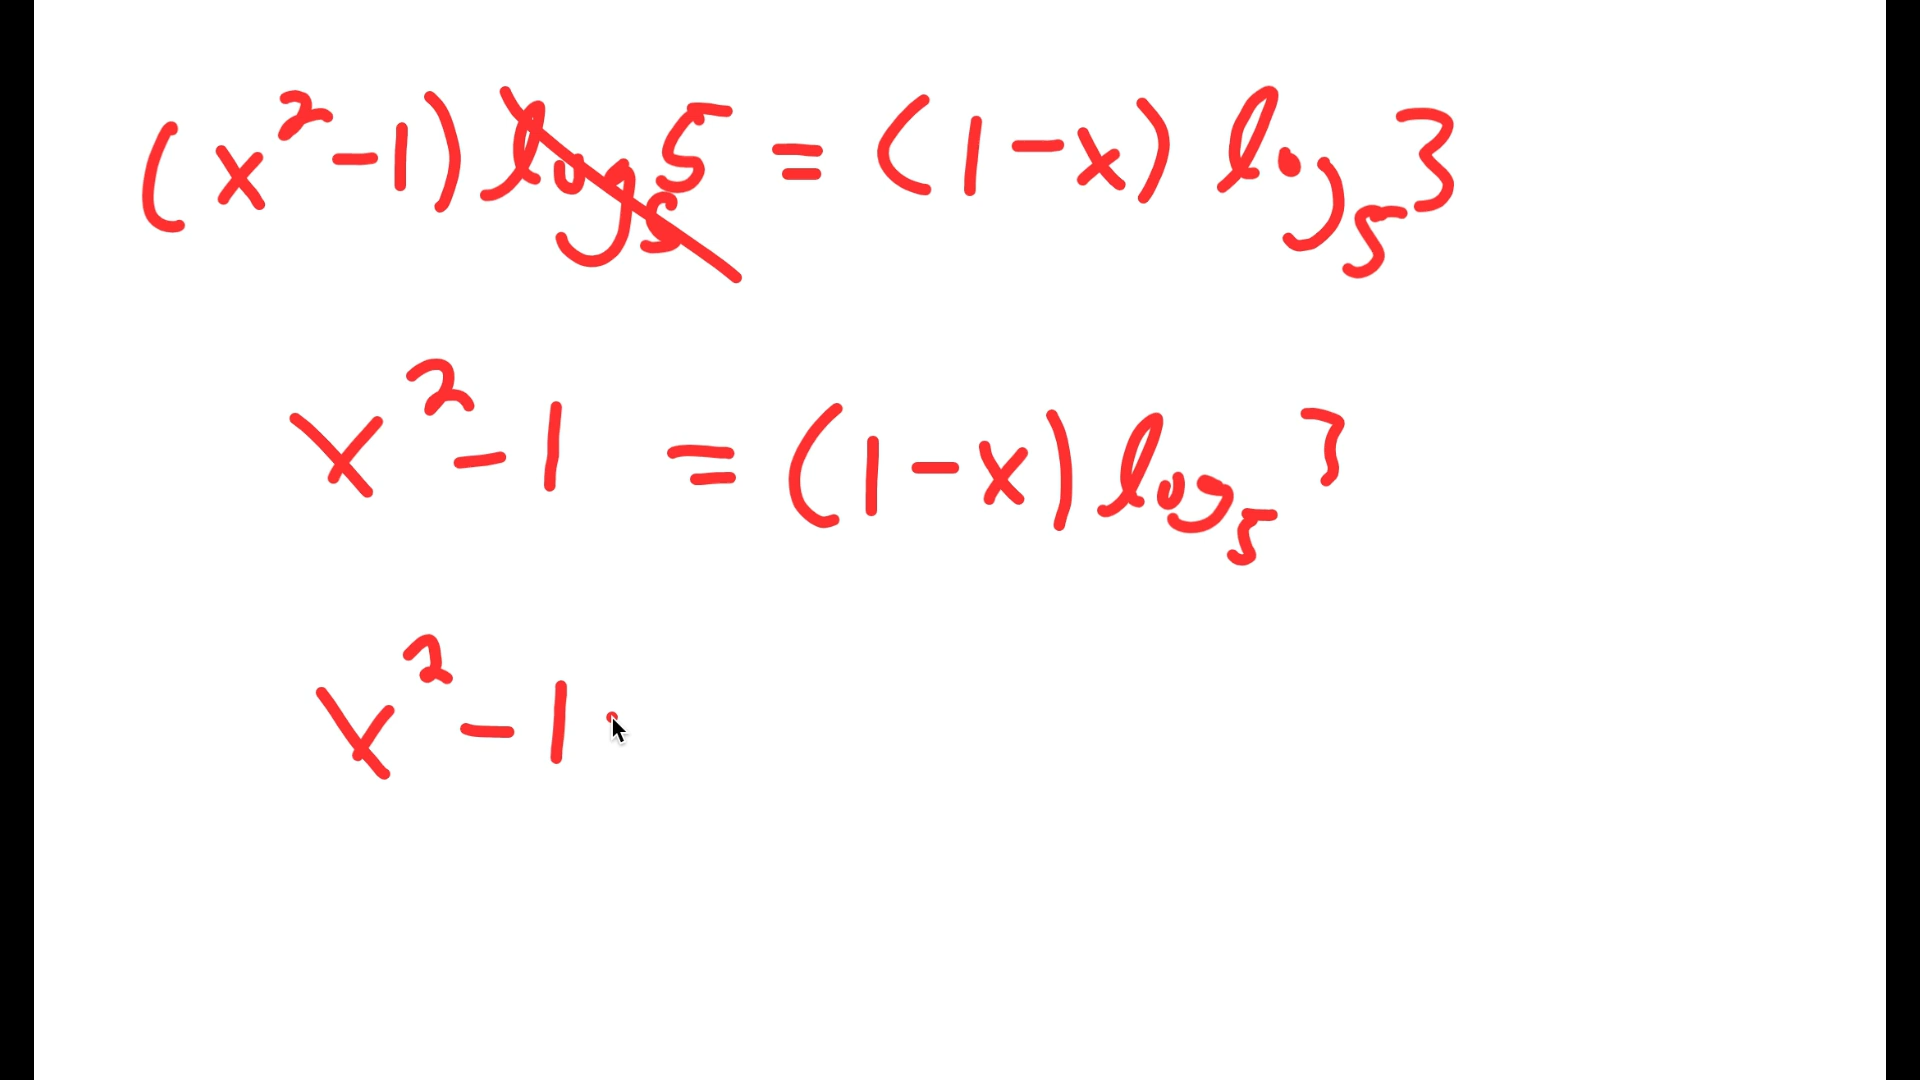 (x²-1) log₅5 = (1-x) log₅3
x²-1 = (1-x) log₅3
x²-1